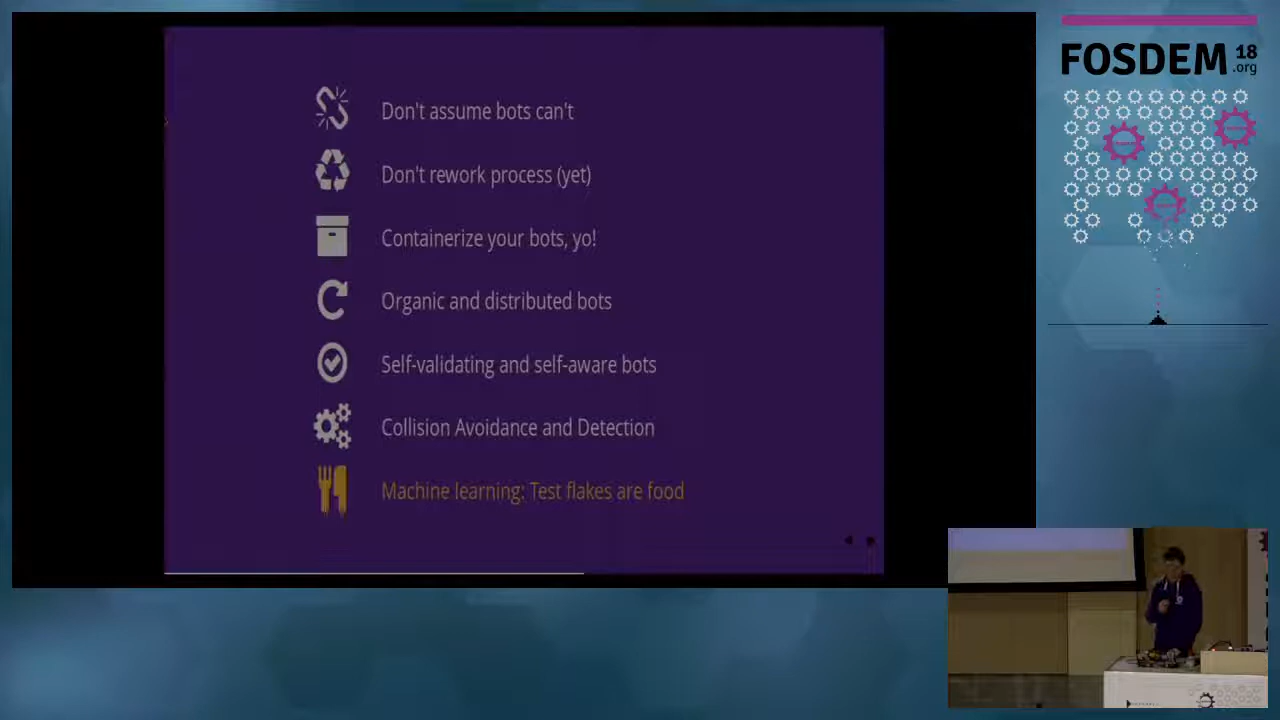 Don't assume bots can't
Don't rework process (yet)
Containerize your bots, yo!
Organic and distributed bots
Self-validating and self-aware bots
Collision Avoidance and Detection
Machine learning: Test flakes are food
FOSDEM 18
.org